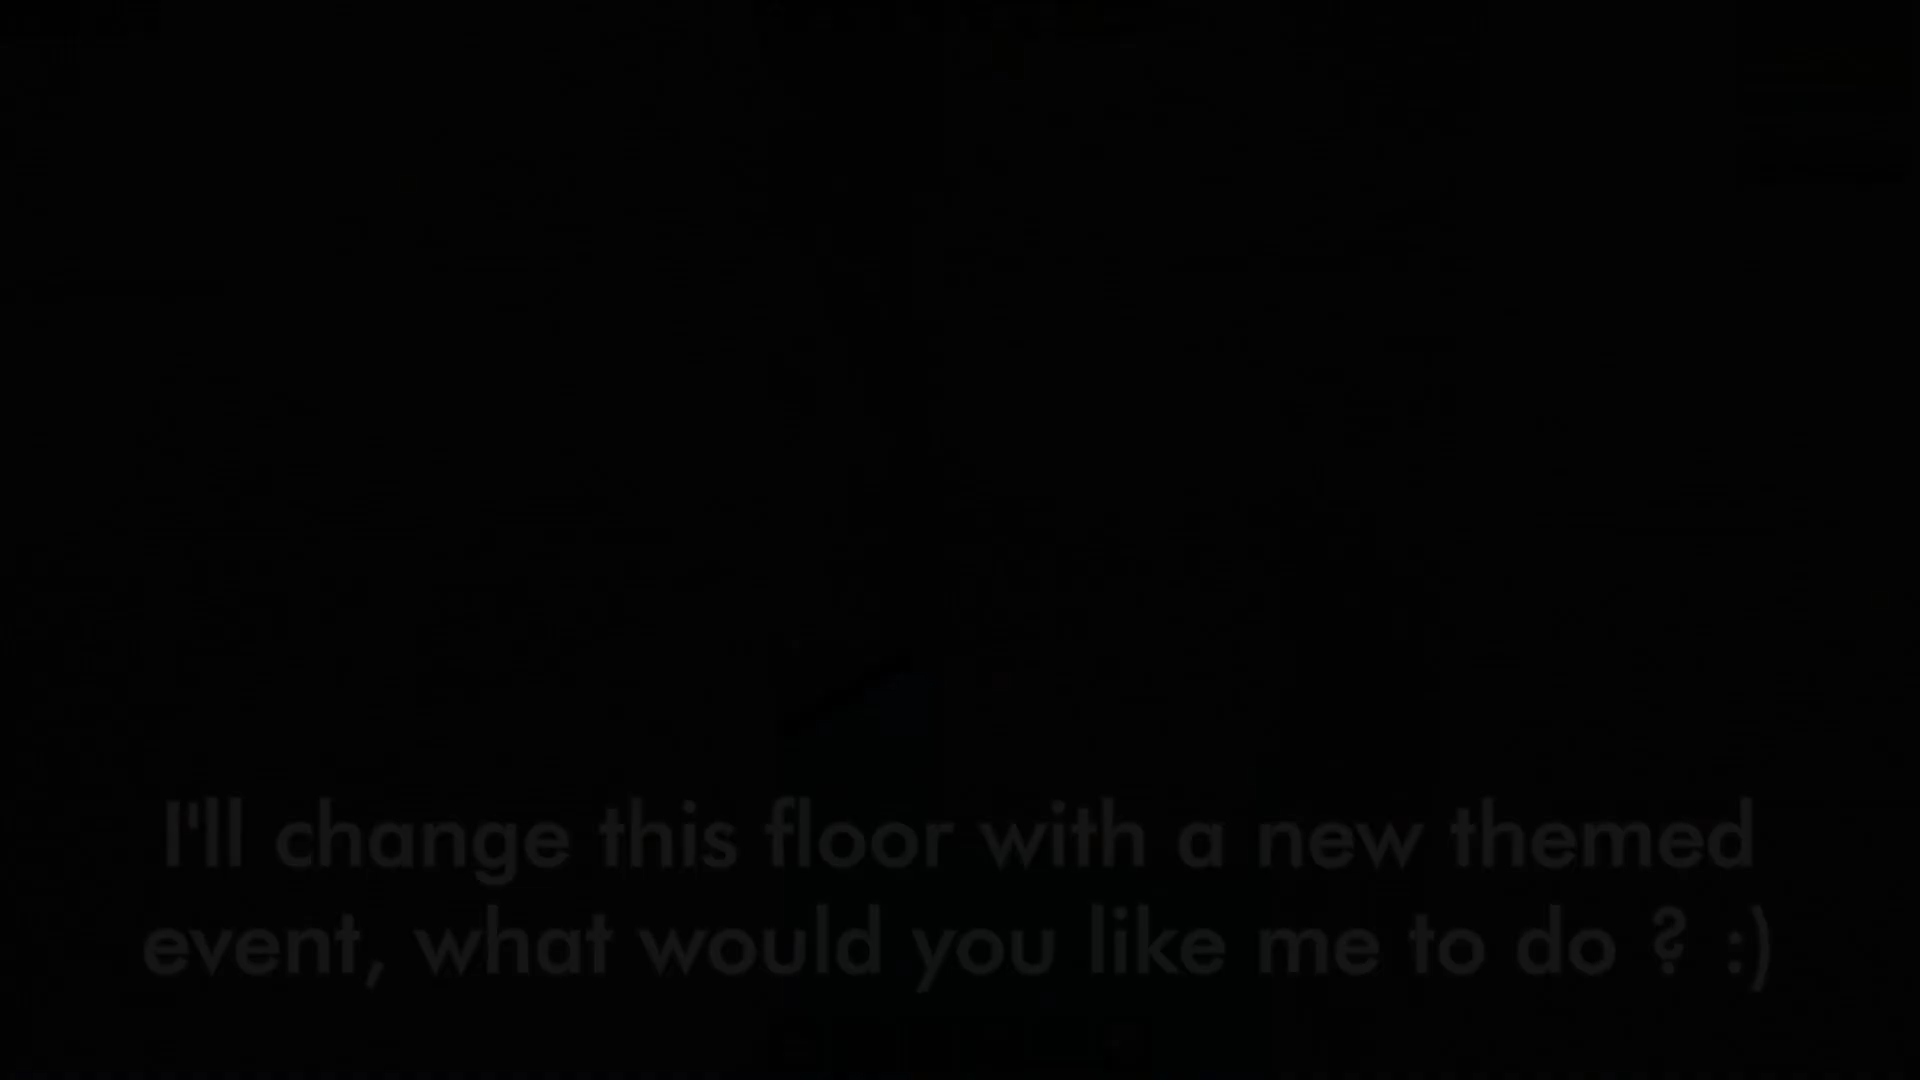 I'll change this floor with a new themed
event, what would you like me to do ? :)